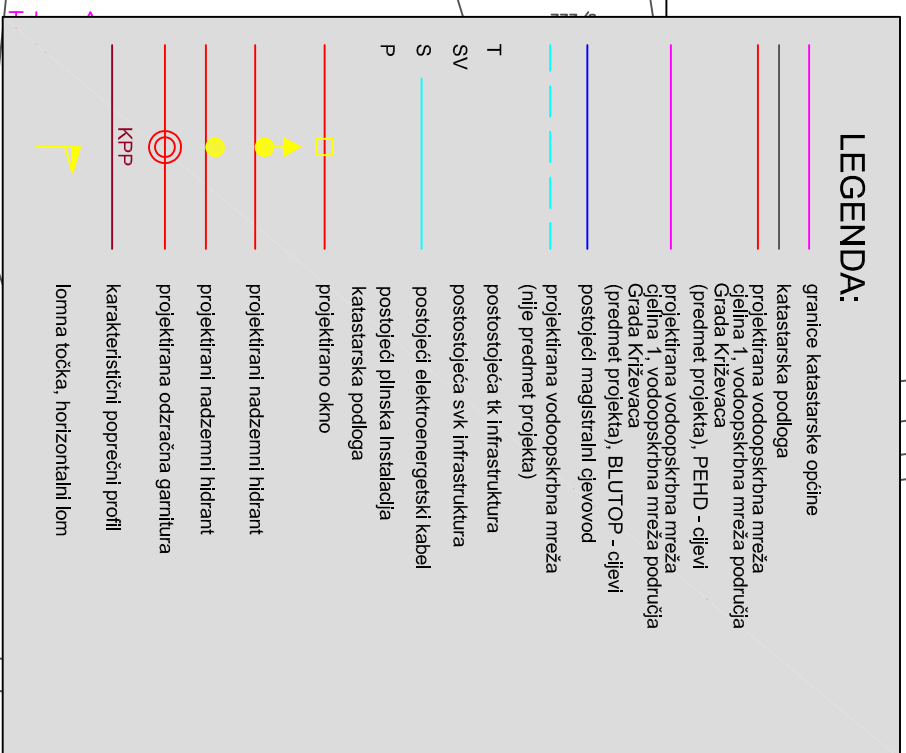 LEGENDA:
granice katastarske općine
katastarska podloga
projektirana vodoopskrbna mreža
cjelina 1, vodoopskrbna mreža područja
Grada Križevaca
(predmet projekta), PEHD - cijevi
projektirana vodoopskrbna mreža
cjelina 1, vodoopskrbna mreža područja
Grada Križevaca
(predmet projekta), BLUTOP - cijevi
postojeći magistralni cjevovod
projektirana vodoopskrbna mreža
(nije predmet projekta)
T postostojeća tk infrastruktura
SV postostojeća svk infrastruktura
S postojeći elektroenergetski kabel
P postojeći plinska Instalacija
katastarska podloga
projektirano okno
projektirani nadzemni hidrant
projektirani nadzemni hidrant
projektirana odzračna garnitura
KPP karakteristični poprečni profil
lomna točka, horizontalni lom